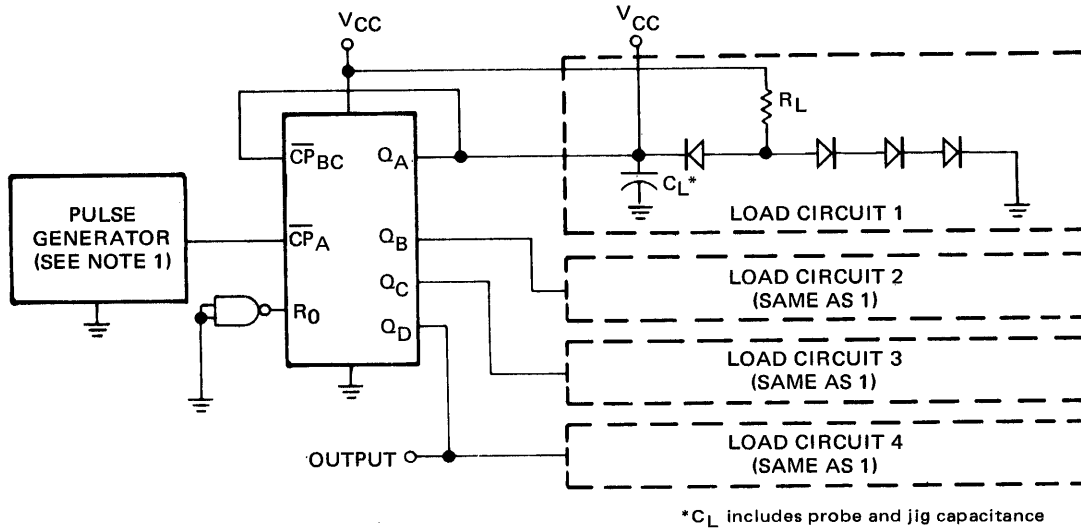 VCC
VCC
RL
CPBC
QA
CL*
LOAD CIRCUIT 1
PULSE
GENERATOR
(SEE NOTE 1)
CPA
QB
QC
LOAD CIRCUIT 2
(SAME AS 1)
R0
QD
LOAD CIRCUIT 3
(SAME AS 1)
OUTPUT
LOAD CIRCUIT 4
(SAME AS 1)
*CL includes probe and jig capacitance